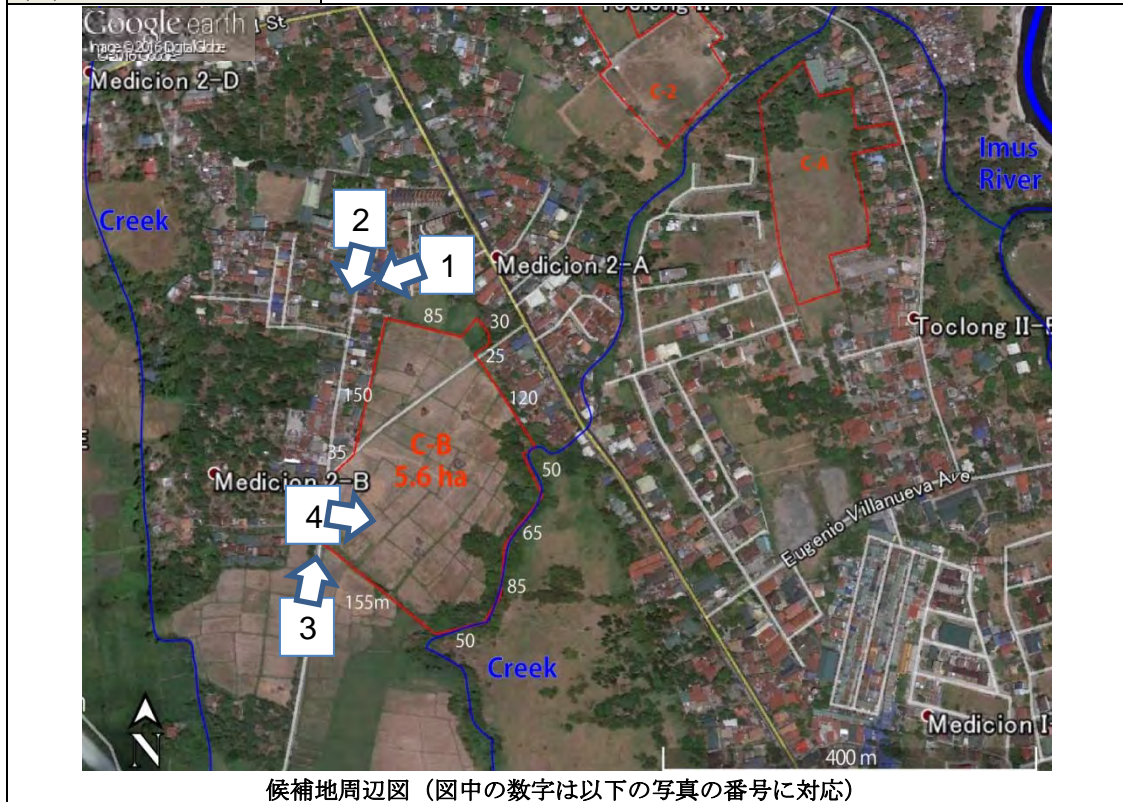 Google earth
l St
Image © 2016 DigitalGlobe
Medicion 2-D
Toclong II-A
C-2
C-A
Imus
River
Creek
2
1
Medicion 2-A
85
30
25
Toclong II-
150
120
C-B
5.6 ha
35
50
Medicion 2-B
4
65
Eugenio Villanueva Ave
85
155m
3
50
Creek
Medicion I-
N
400 m
候補地周辺図（図中の数字は以下の写真の番号に対応）